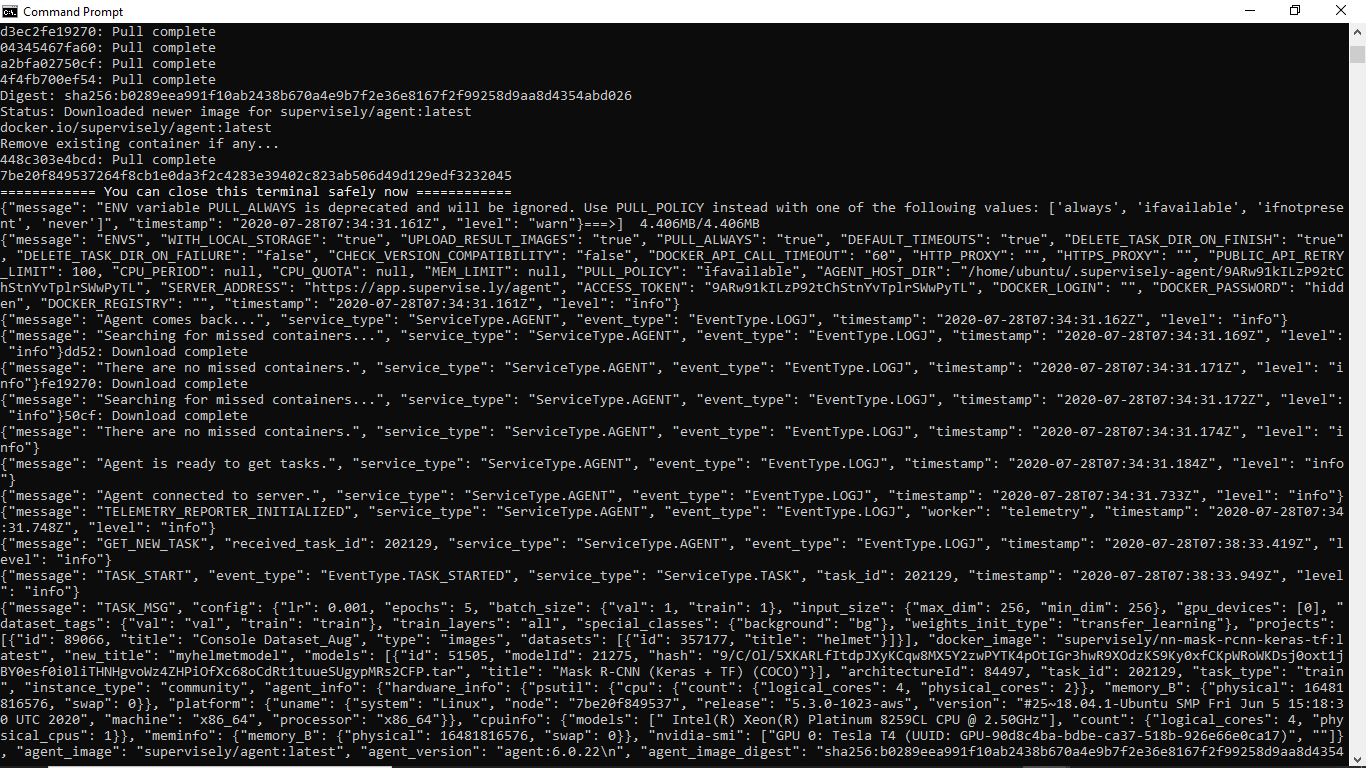 Command Prompt
d3ec2fe19270: Pull complete
04345467fa60: Pull complete
a2bfa02750cf: Pull complete
4f4fb700ef54: Pull complete
Digest: sha256:b0289eea991f10ab2438b670a4e9b7f2e36e8167f2f99258d9aa8d4354abd026
Status: Downloaded newer image for supervisely/agent:latest
docker.io/supervisely/agent:latest
Remove existing container if any...
448c303e4bcd: Pull complete
7be20f849537264f8cb1e0da3f2c4283e39402c823ab506d49d129edf3232045
============ You can close this terminal safely now ============
{"message": "ENV variable PULL_ALWAYS is deprecated and will be ignored. Use PULL_POLICY instead with one of the following values: ['always', 'ifavailable', 'ifnotprese
nt', 'never']", "timestamp": "2020-07-28T07:34:31.161Z", "level": "warn"}===>]  4.406MB/4.406MB
{"message": "ENVS", "WITH_LOCAL_STORAGE": "true", "UPLOAD_RESULT_IMAGES": "true", "PULL_ALWAYS": "true", "DEFAULT_TIMEOUTS": "true", "DELETE_TASK_DIR_ON_FINISH": "true"
, "DELETE_TASK_DIR_ON_FAILURE": "false", "CHECK_VERSION_COMPATIBILITY": "false", "DOCKER_API_CALL_TIMEOUT": "60", "HTTP_PROXY": "", "HTTPS_PROXY": "", "PUBLIC_API_RETRY
_LIMIT": 100, "CPU_PERIOD": null, "CPU_QUOTA": null, "MEM_LIMIT": null, "PULL_POLICY": "ifavailable", "AGENT_HOST_DIR": "/home/ubuntu/.supervisely-agent/9ARw91kILzP92tC
hStnYvTplrSWwPyTL", "SERVER_ADDRESS": "https://app.supervise.ly/agent", "ACCESS_TOKEN": "9ARw91kILzP92tChStnYvTplrSWwPyTL", "DOCKER_LOGIN": "", "DOCKER_PASSWORD": "hidd
en", "DOCKER_REGISTRY": "", "timestamp": "2020-07-28T07:34:31.161Z", "level": "info"}
{"message": "Agent comes back...", "service_type": "ServiceType.AGENT", "event_type": "EventType.LOGJ", "timestamp": "2020-07-28T07:34:31.162Z", "level": "info"}
{"message": "Searching for missed containers...", "service_type": "ServiceType.AGENT", "event_type": "EventType.LOGJ", "timestamp": "2020-07-28T07:34:31.169Z", "level":
 "info"}dd52: Download complete
{"message": "There are no missed containers.", "service_type": "ServiceType.AGENT", "event_type": "EventType.LOGJ", "timestamp": "2020-07-28T07:34:31.171Z", "level": "i
nfo"}fe19270: Download complete
{"message": "Searching for missed containers...", "service_type": "ServiceType.AGENT", "event_type": "EventType.LOGJ", "timestamp": "2020-07-28T07:34:31.172Z", "level":
 "info"}50cf: Download complete
{"message": "There are no missed containers.", "service_type": "ServiceType.AGENT", "event_type": "EventType.LOGJ", "timestamp": "2020-07-28T07:34:31.174Z", "level": "i
nfo"}
{"message": "Agent is ready to get tasks.", "service_type": "ServiceType.AGENT", "event_type": "EventType.LOGJ", "timestamp": "2020-07-28T07:34:31.184Z", "level": "info
"}
{"message": "Agent connected to server.", "service_type": "ServiceType.AGENT", "event_type": "EventType.LOGJ", "timestamp": "2020-07-28T07:34:31.733Z", "level": "info"}
{"message": "TELEMETRY_REPORTER_INITIALIZED", "service_type": "ServiceType.AGENT", "event_type": "EventType.LOGJ", "worker": "telemetry", "timestamp": "2020-07-28T07:34
:31.748Z", "level": "info"}
{"message": "GET_NEW_TASK", "received_task_id": 202129, "service_type": "ServiceType.AGENT", "event_type": "EventType.LOGJ", "timestamp": "2020-07-28T07:38:33.419Z", "l
evel": "info"}
{"message": "TASK_START", "event_type": "EventType.TASK_STARTED", "service_type": "ServiceType.TASK", "task_id": 202129, "timestamp": "2020-07-28T07:38:33.949Z", "level
": "info"}
{"message": "TASK_MSG", "config": {"lr": 0.001, "epochs": 5, "batch_size": {"val": 1, "train": 1}, "input_size": {"max_dim": 256, "min_dim": 256}, "gpu_devices": [0], "
dataset_tags": {"val": "val", "train": "train"}, "train_layers": "all", "special_classes": {"background": "bg"}, "weights_init_type": "transfer_learning"}, "projects":
[{"id": 89066, "title": "Console Dataset_Aug", "type": "images", "datasets": [{"id": 357177, "title": "helmet"}]}], "docker_image": "supervisely/nn-mask-rcnn-keras-tf:l
atest", "new_title": "myhelmetmodel", "models": [{"id": 51505, "modelId": 21275, "hash": "9/C/Ol/5XKARLfItdpJXyKCqw8MX5Y2zwPYTK4pOtIGr3hwR9XOdzKS9Ky0xfCKpWRoWKDsj0oxt1j
BY0esf0i0liTHNHgvoWz4ZHPiOfXc68oCdRt1tuueSUgypMRs2CFP.tar", "title": "Mask R-CNN (Keras + TF) (COCO)"}], "architectureId": 84497, "task_id": 202129, "task_type": "train
", "instance_type": "community", "agent_info": {"hardware_info": {"psutil": {"cpu": {"count": {"logical_cores": 4, "physical_cores": 2}}, "memory_B": {"physical": 16481
816576, "swap": 0}}, "platform": {"uname": {"system": "Linux", "node": "7be20f849537", "release": "5.3.0-1023-aws", "version": "#25~18.04.1-Ubuntu SMP Fri Jun 5 15:18:3
0 UTC 2020", "machine": "x86_64", "processor": "x86_64"}}, "cpuinfo": {"models": [" Intel(R) Xeon(R) Platinum 8259CL CPU @ 2.50GHz"], "count": {"logical_cores": 4, "phy
sical_cpus": 1}}, "meminfo": {"memory_B": {"physical": 16481816576, "swap": 0}}, "nvidia-smi": ["GPU 0: Tesla T4 (UUID: GPU-90d8c4ba-bdbe-ca37-518b-926e66e0ca17)", ""]}
, "agent_image": "supervisely/agent:latest", "agent_version": "agent:6.0.22\n", "agent_image_digest": "sha256:b0289eea991f10ab2438b670a4e9b7f2e36e8167f2f99258d9aa8d4354